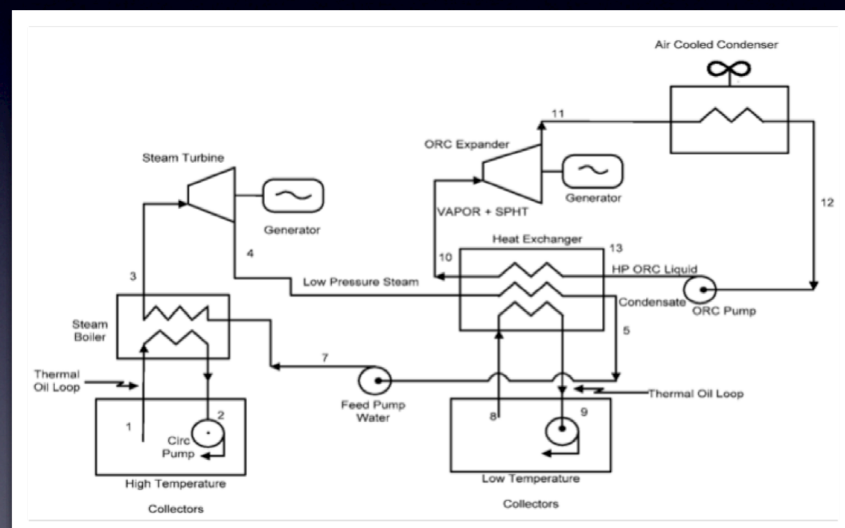 Air Cooled Condenser
11
ORC Expander
Steam Turbine
Generator
12
VAPOR + SPHT
Generator
Heat Exchanger
13
4
10
HP ORC Liquid
3
Low Pressure Steam
Condensate
ORC Pump
Steam
Boiler
5
7
Thermal
Oil Loop
Feed Pump
Water
Thermal Oil Loop
1
2
8
9
Circ
Pump
High Temperature
Collectors
Low Temperature
Collectors